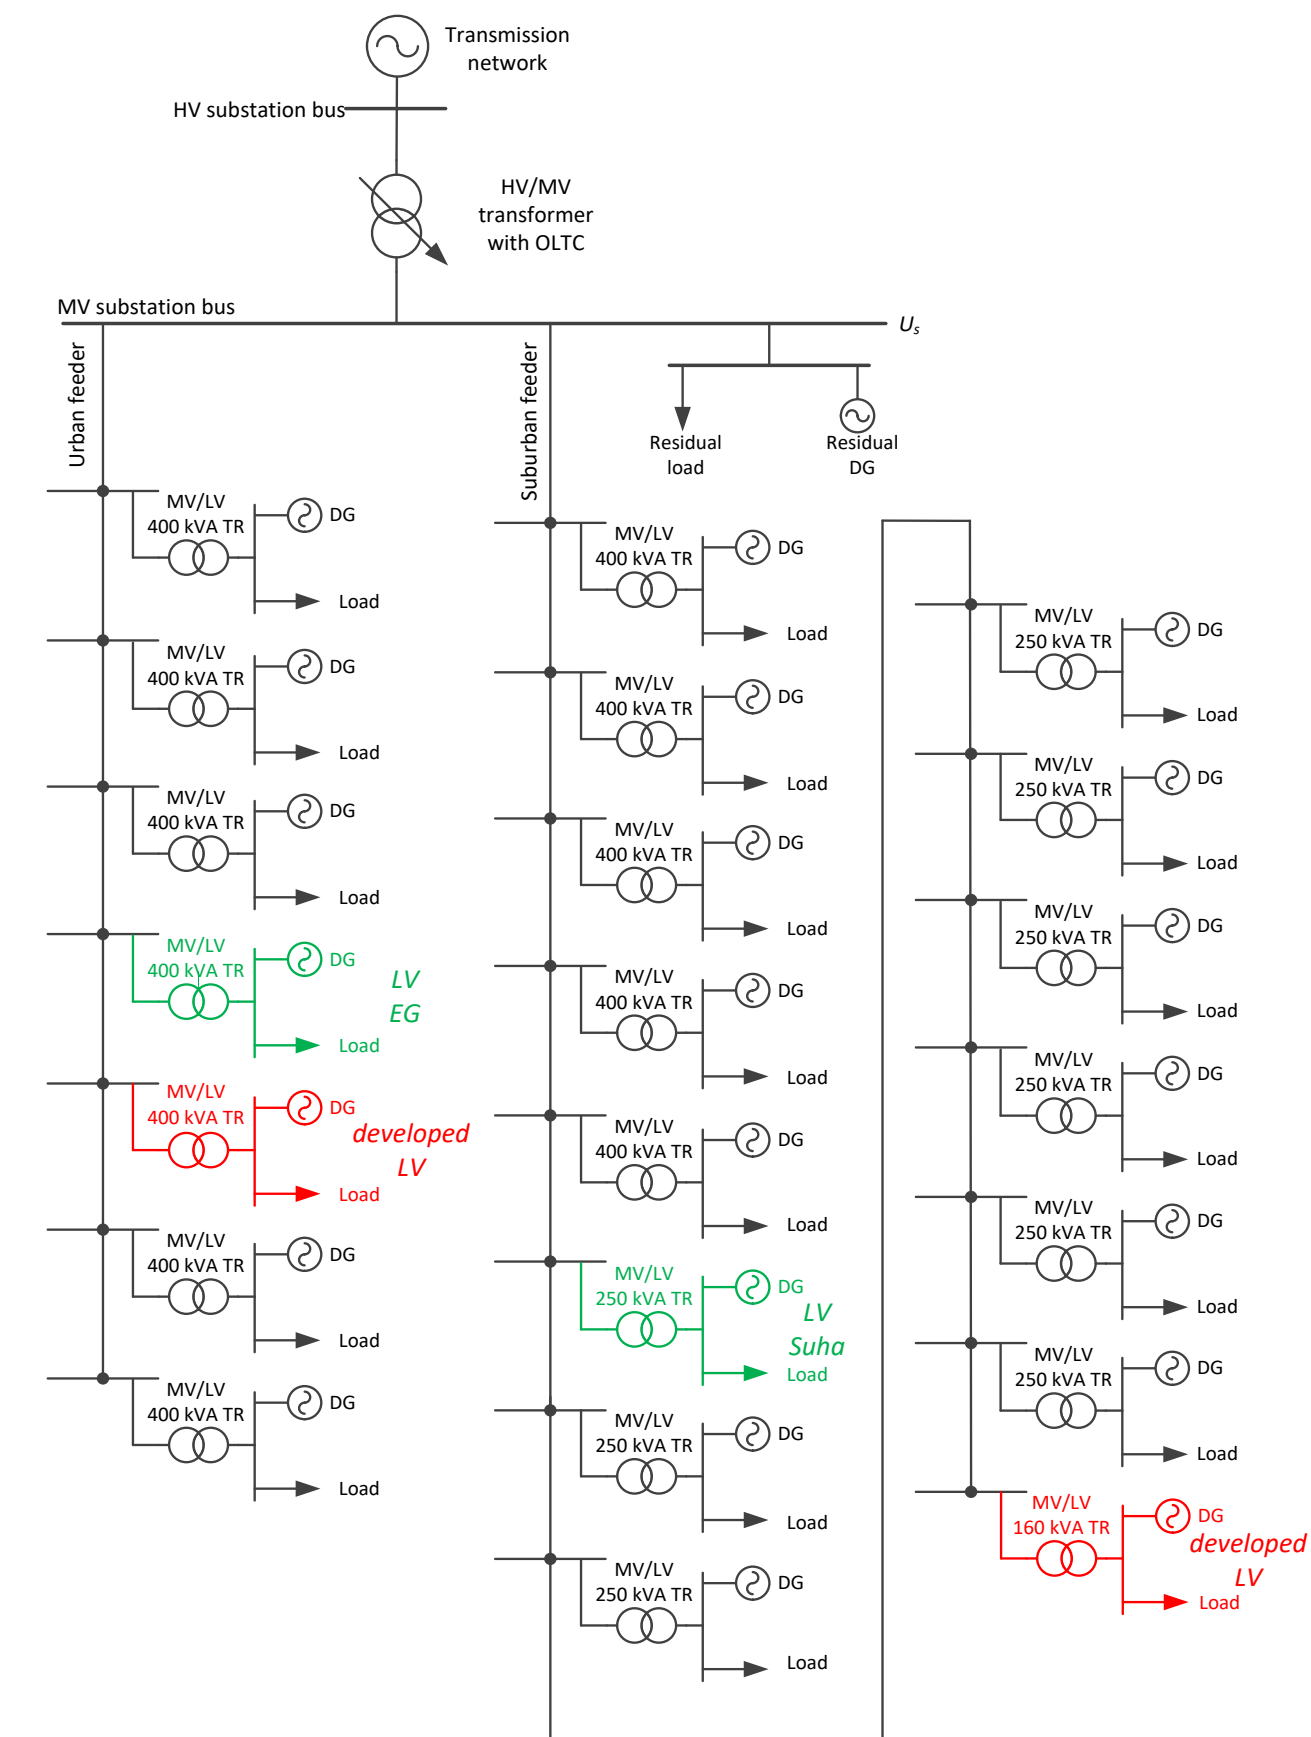 Transmission
network
HV substation bus
HV/MV
transformer
with OLTC
MV substation bus
Us
Urban feeder
Suburban feeder
Residual
load
Residual
DG
MV/LV
400 kVA TR
DG
Load
MV/LV
400 kVA TR
DG
Load
MV/LV
400 kVA TR
DG
Load
MV/LV
400 kVA TR
DG
LV
EG
Load
MV/LV
400 kVA TR
DG
developed
LV
Load
MV/LV
400 kVA TR
DG
Load
MV/LV
400 kVA TR
DG
Load
MV/LV
400 kVA TR
DG
Load
MV/LV
400 kVA TR
DG
Load
MV/LV
400 kVA TR
DG
Load
MV/LV
400 kVA TR
DG
Load
MV/LV
400 kVA TR
DG
Load
MV/LV
250 kVA TR
DG
LV
Suha
Load
MV/LV
250 kVA TR
DG
Load
MV/LV
250 kVA TR
DG
Load
MV/LV
250 kVA TR
DG
Load
MV/LV
250 kVA TR
DG
Load
MV/LV
250 kVA TR
DG
Load
MV/LV
250 kVA TR
DG
Load
MV/LV
250 kVA TR
DG
Load
MV/LV
250 kVA TR
DG
Load
MV/LV
160 kVA TR
DG
developed
LV
Load